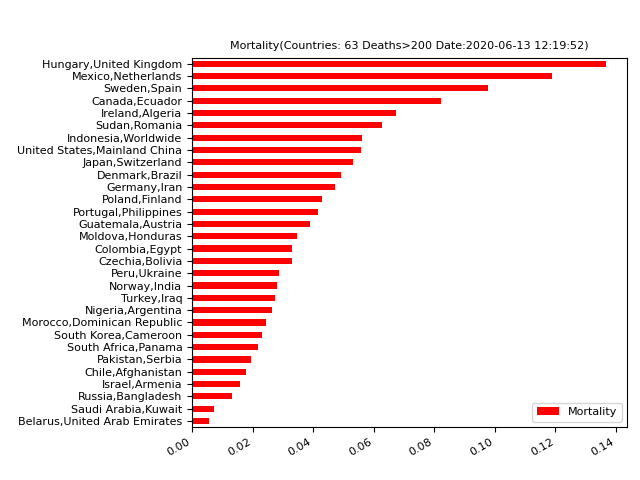 Mortality(Countries: 63 Deaths>200 Date:2020-06-13 12:19:52)
Hungary,United Kingdom
Mexico,Netherlands
Sweden,Spain
Canada,Ecuador
Ireland,Algeria
Sudan,Romania
Indonesia,Worldwide
United States,Mainland China
Japan,Switzerland
Denmark,Brazil
Germany,Iran
Poland,Finland
Portugal,Philippines
Guatemala,Austria
Moldova,Honduras
Colombia,Egypt
Czechia,Bolivia
Peru,Ukraine
Norway,India
Turkey,Iraq
Nigeria,Argentina
Morocco,Dominican Republic
South Korea,Cameroon
South Africa,Panama
Pakistan,Serbia
Chile,Afghanistan
Israel,Armenia
Russia,Bangladesh
Saudi Arabia,Kuwait
Belarus,United Arab Emirates
Mortality
0.00 0.02 0.04 0.06 0.08 0.10 0.12 0.14